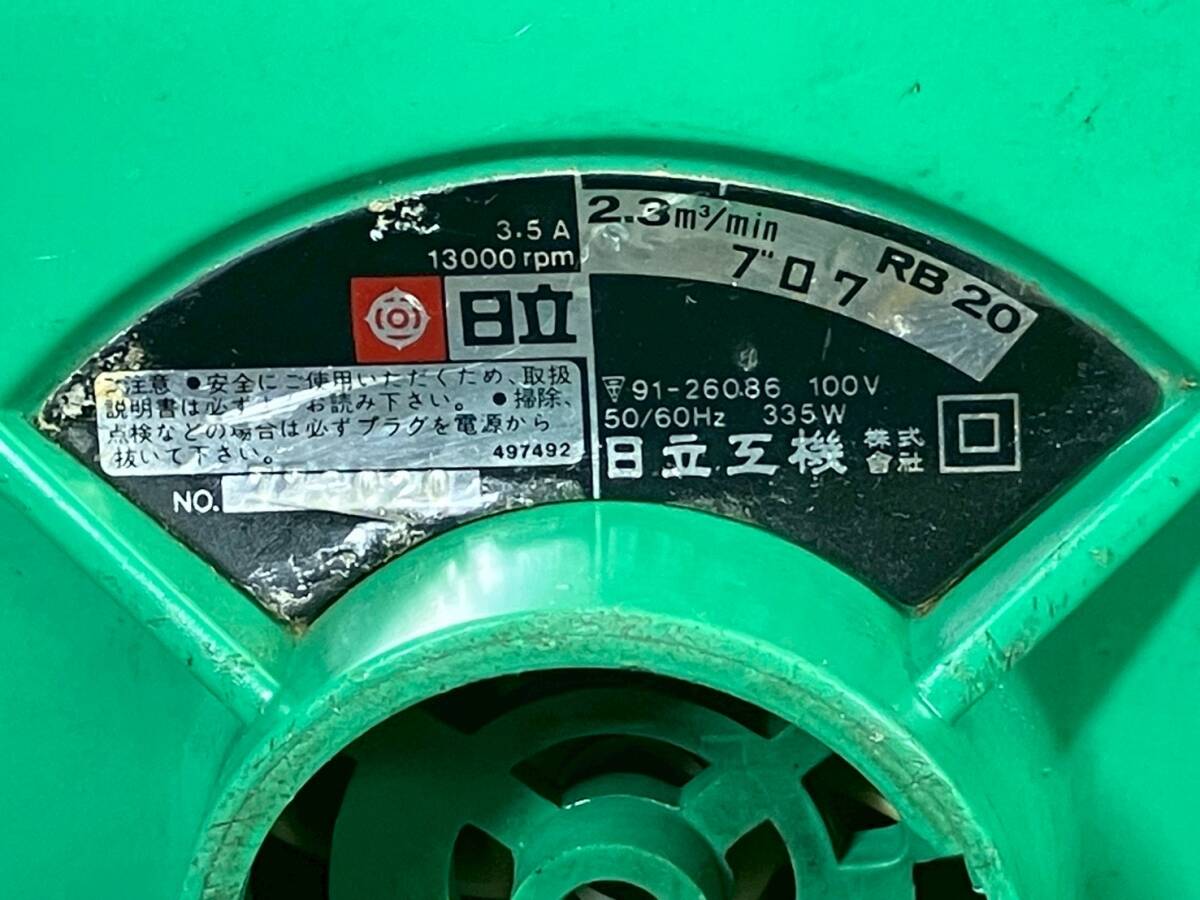 3.5 A
13000 rpm
日立
ご注意 ●安全にご使用いただくため、取扱
説明書は必ず お読み下さい。 ●掃除、
点検などの場合は必ずプラグを電源から
抜いて下さい。
497492
NO.
2.3m³/min
ブロワ
RB 20
91-26086 100V
50/60Hz 335W
日立工機 株式會社